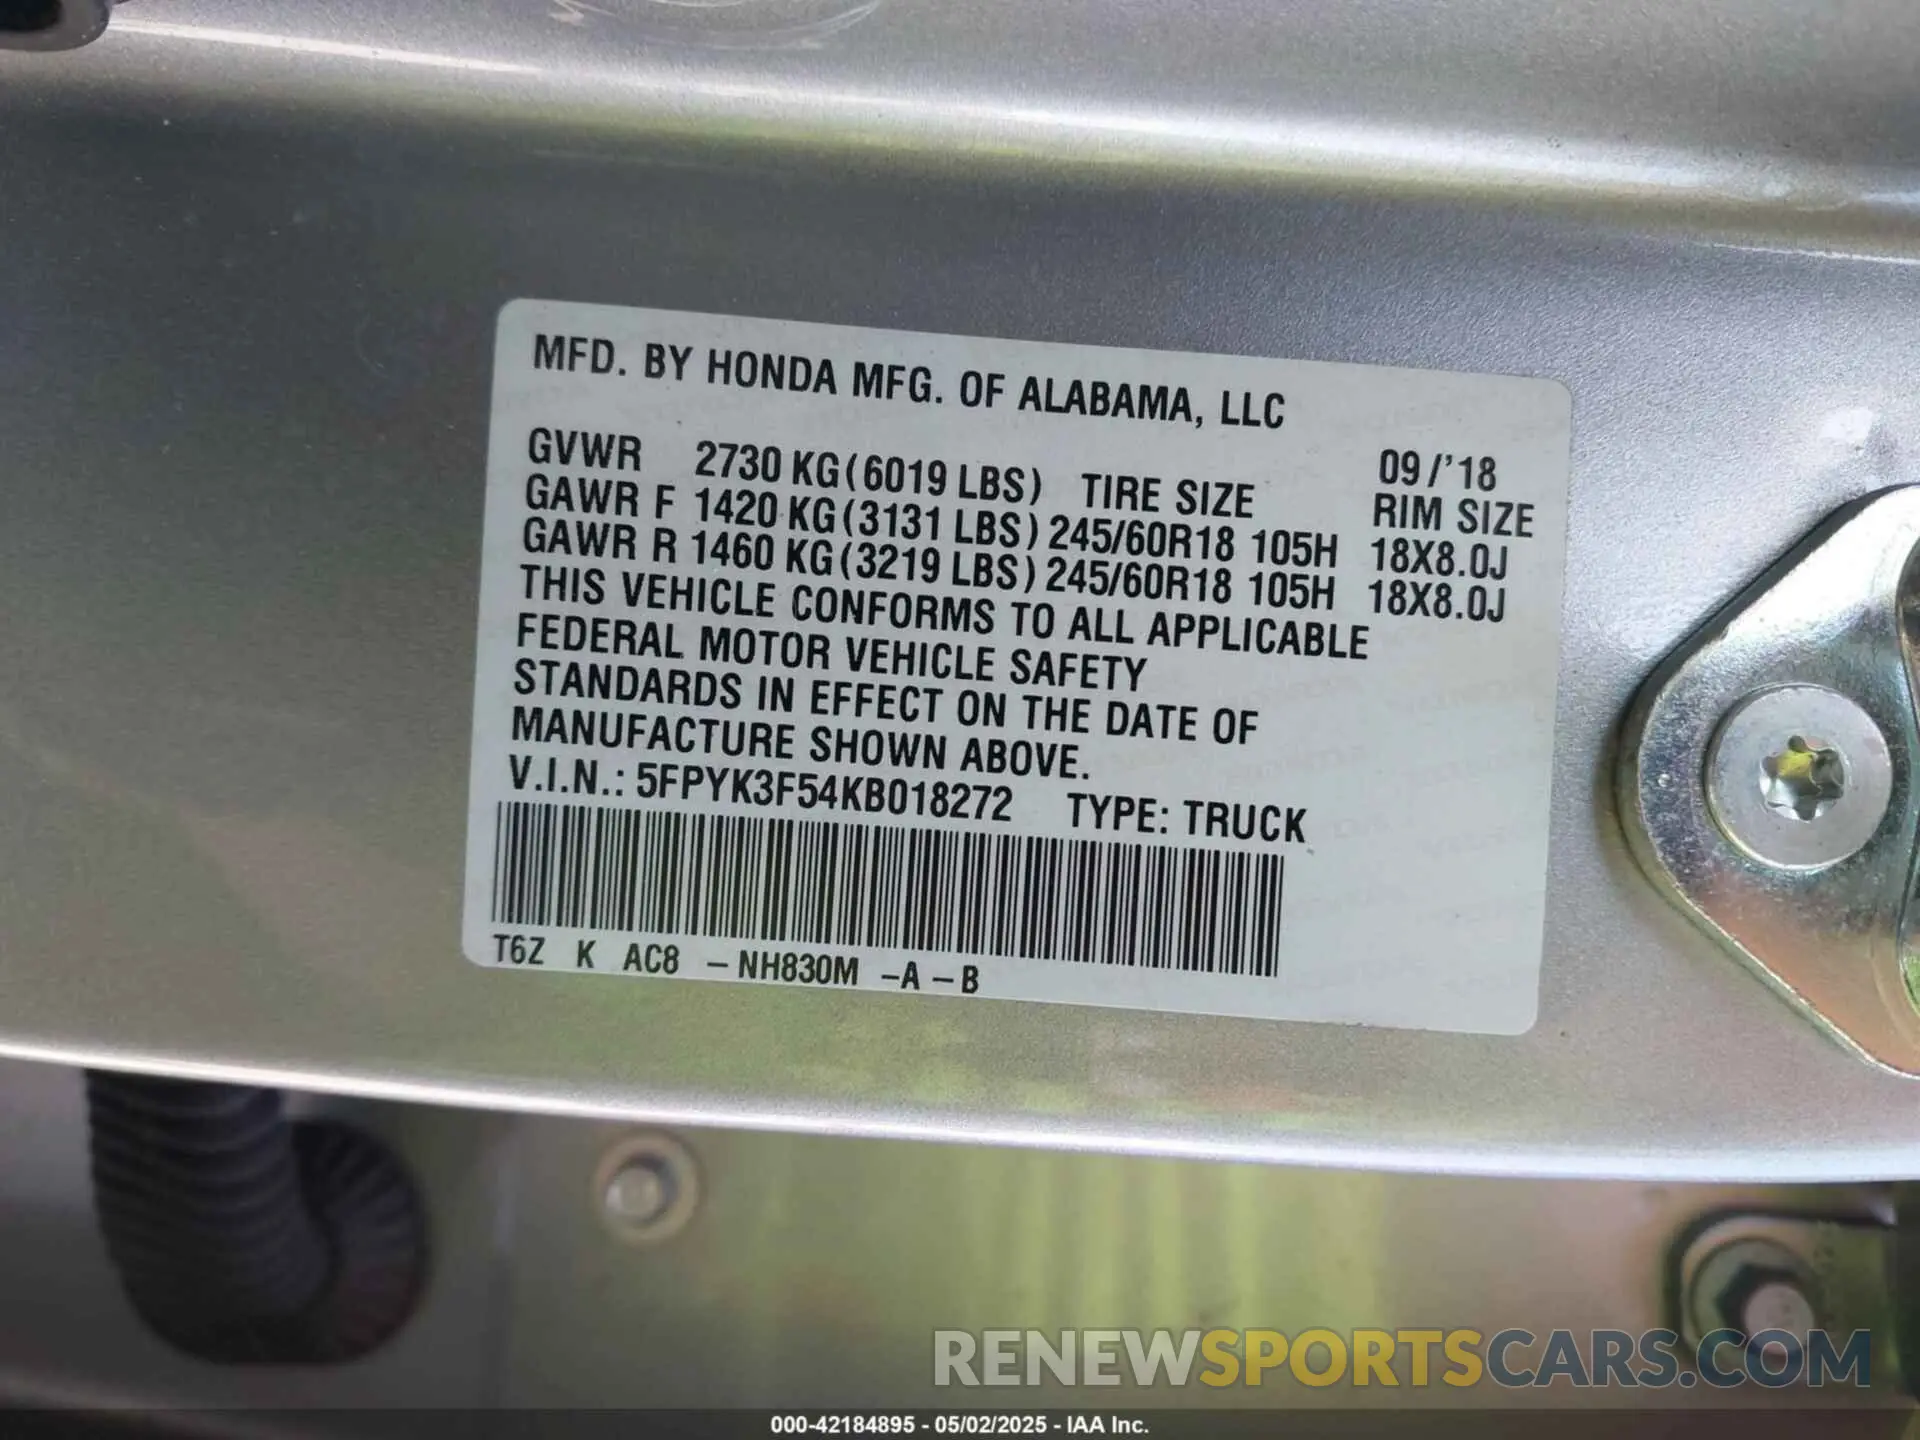 MFD. BY HONDA MFG. OF ALABAMA, LLC
09/'18
GVWR 2730 KG(6019 LBS) TIRE SIZE RIM SIZE
GAWR F 1420 KG(3131 LBS) 245/60R18 105H 18X8.0J
GAWR R 1460 KG(3219 LBS) 245/60R18 105H 18X8.0J
THIS VEHICLE CONFORMS TO ALL APPLICABLE
FEDERAL MOTOR VEHICLE SAFETY
STANDARDS IN EFFECT ON THE DATE OF
MANUFACTURE SHOWN ABOVE.
V.I.N.: 5FPYK3F54KB018272 TYPE: TRUCK
T6Z K AC8 -NH830M -A-B
RENEWSPORTSCARS.COM
000-42184895 - 05/02/2025 - IAA Inc.